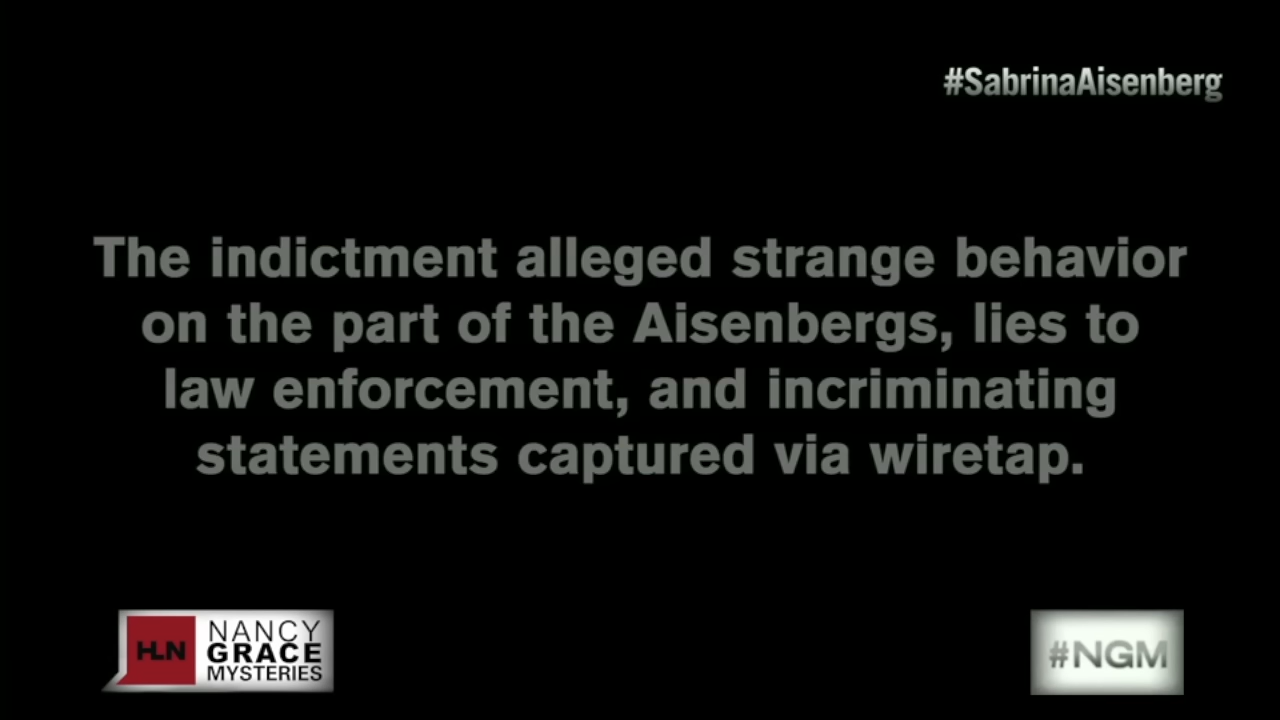 #SabrinaAisenberg
The indictment alleged strange behavior
on the part of the Aisenbergs, lies to
law enforcement, and incriminating
statements captured via wiretap.
HLN
NANCY
GRACE
MYSTERIES
#NGM